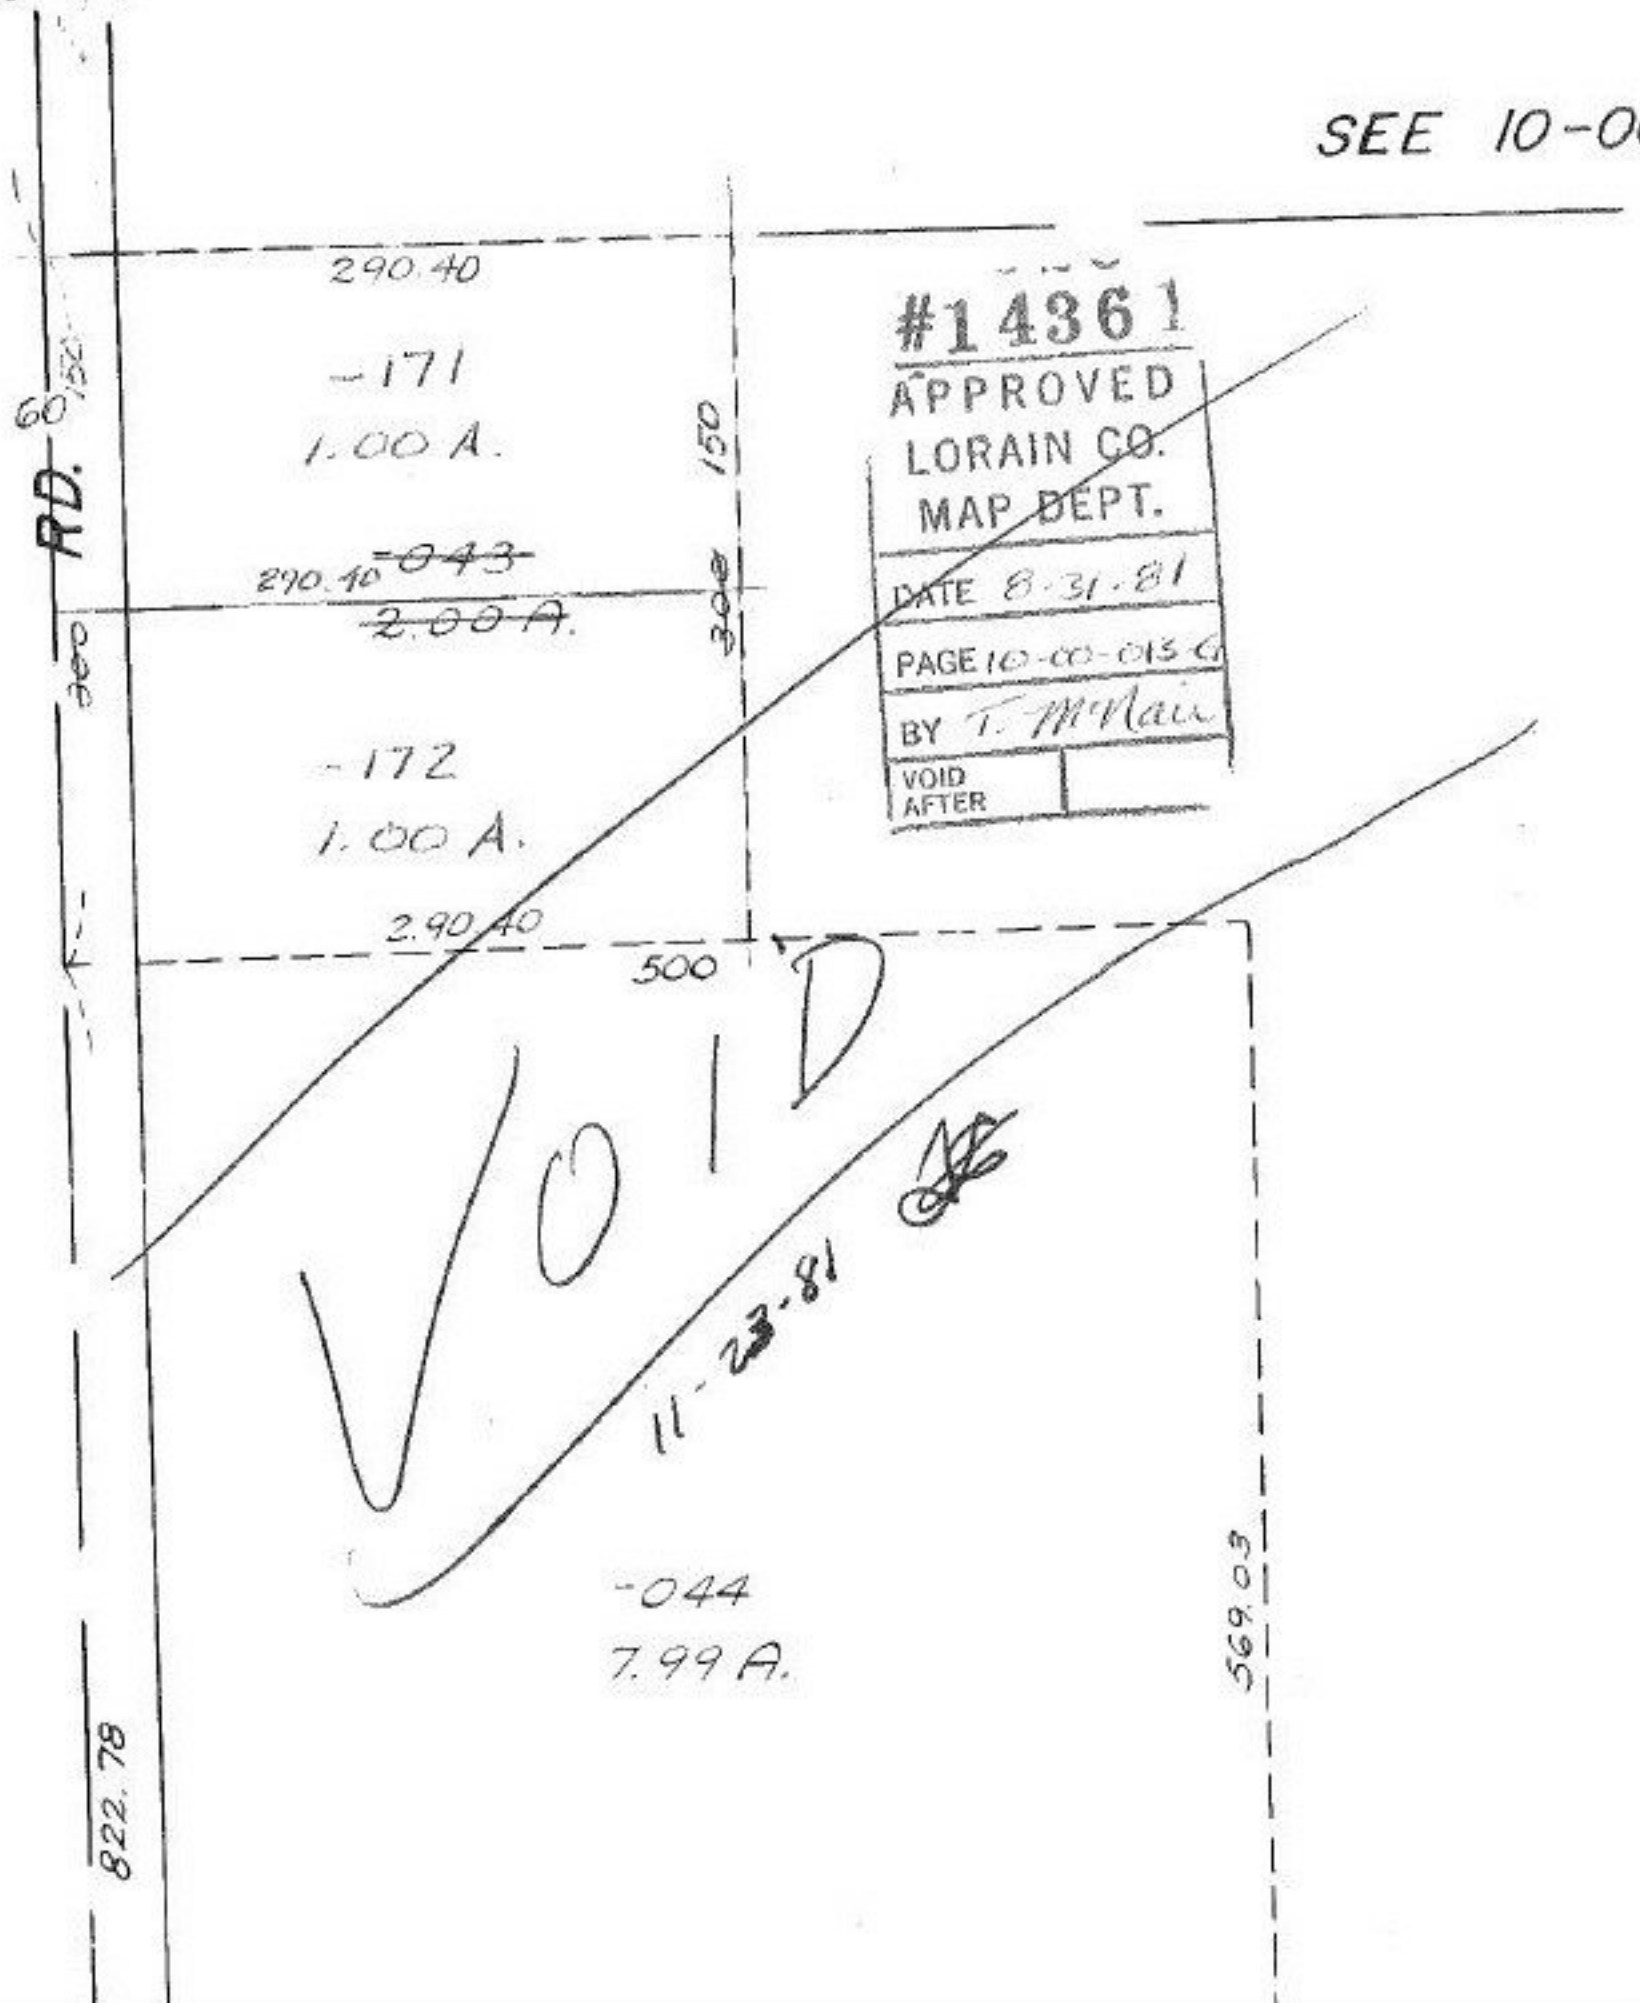 SEE 10-0
290.40
-171
1.00 A.
150
60
RD.
150
290.40
-043
2.00 A.
300
300
-172
1.00 A.
290.40
500
#14361
APPROVED
LORAIN CO.
MAP DEPT.
DATE 8-31-81
PAGE 10-00-013-G
BY T. McNair
VOID
AFTER
VOID
11-23-81
-044
7.99 A.
569.03
822.78